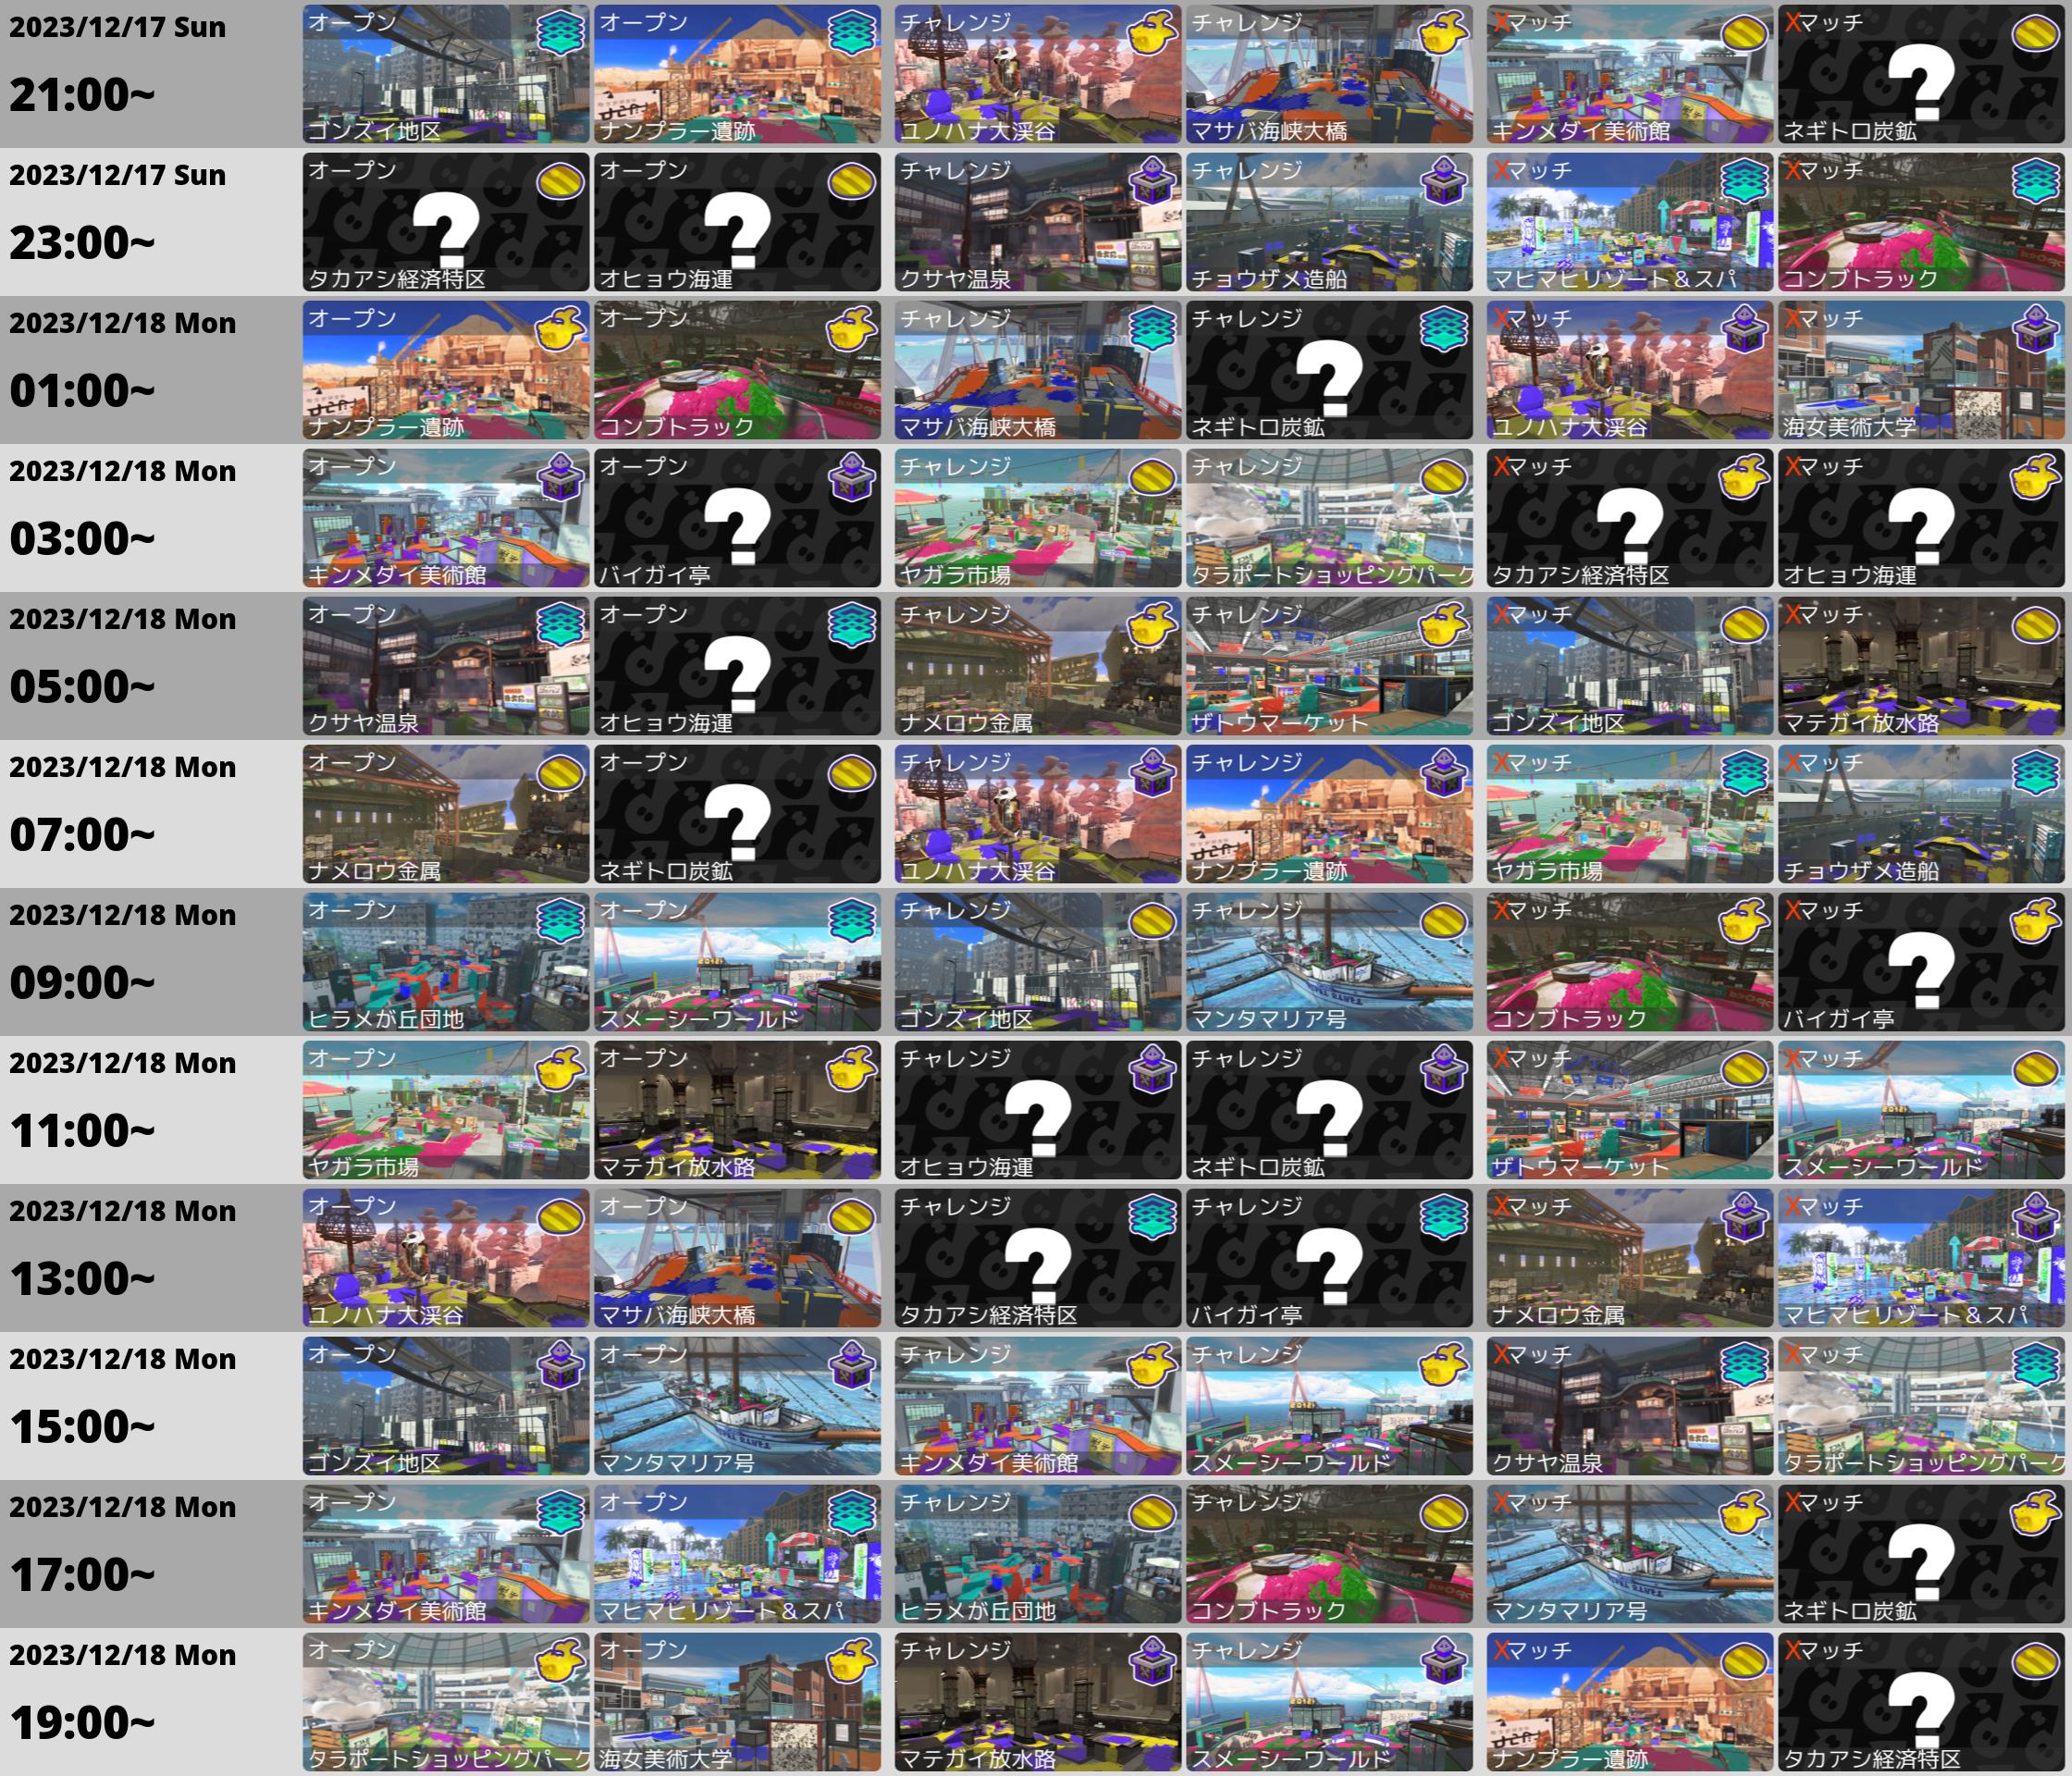 2023/12/17 Sun
21:00~
オープン オープン チャレンジ チャレンジ Xマッチ Xマッチ
ゴンズイ地区 ナンプラー遺跡 ユノハナ大渓谷 マサバ海峡大橋 キンメダイ美術館 ネギトロ炭鉱
2023/12/17 Sun
23:00~
オープン オープン チャレンジ チャレンジ Xマッチ Xマッチ
タカアシ経済特区 オヒョウ海運 クサヤ温泉 チョウザメ造船 マヒマヒリゾート&スパ コンブトラック
2023/12/18 Mon
01:00~
オープン オープン チャレンジ チャレンジ Xマッチ Xマッチ
ナンプラー遺跡 コンブトラック マサバ海峡大橋 ネギトロ炭鉱 ユノハナ大渓谷 海女美術大学
2023/12/18 Mon
03:00~
オープン オープン チャレンジ チャレンジ Xマッチ Xマッチ
キンメダイ美術館 バイガイ亭 ヤガラ市場 タラポートショッピングパーク タカアシ経済特区 オヒョウ海運
2023/12/18 Mon
05:00~
オープン オープン チャレンジ チャレンジ Xマッチ Xマッチ
クサヤ温泉 オヒョウ海運 ナメロウ金属 ザトウマーケット ゴンズイ地区 マテガイ放水路
2023/12/18 Mon
07:00~
オープン オープン チャレンジ チャレンジ Xマッチ Xマッチ
ナメロウ金属 ネギトロ炭鉱 ユノハナ大渓谷 ナンプラー遺跡 ヤガラ市場 チョウザメ造船
2023/12/18 Mon
09:00~
オープン オープン チャレンジ チャレンジ Xマッチ Xマッチ
ヒラメが丘団地 スメーシーワールド ゴンズイ地区 マンタマリア号 コンブトラック バイガイ亭
2023/12/18 Mon
11:00~
オープン オープン チャレンジ チャレンジ Xマッチ Xマッチ
ヤガラ市場 マテガイ放水路 オヒョウ海運 ネギトロ炭鉱 ザトウマーケット スメーシーワールド
2023/12/18 Mon
13:00~
オープン オープン チャレンジ チャレンジ Xマッチ Xマッチ
ユノハナ大渓谷 マサバ海峡大橋 タカアシ経済特区 バイガイ亭 ナメロウ金属 マヒマヒリゾート&スパ
2023/12/18 Mon
15:00~
オープン オープン チャレンジ チャレンジ Xマッチ Xマッチ
ゴンズイ地区 マンタマリア号 キンメダイ美術館 スメーシーワールド クサヤ温泉 タラポートショッピングパーク
2023/12/18 Mon
17:00~
オープン オープン チャレンジ チャレンジ Xマッチ Xマッチ
キンメダイ美術館 マヒマヒリゾート&スパ ヒラメが丘団地 コンブトラック マンタマリア号 ネギトロ炭鉱
2023/12/18 Mon
19:00~
オープン オープン チャレンジ チャレンジ Xマッチ Xマッチ
タラポートショッピングパーク 海女美術大学 マテガイ放水路 スメーシーワールド ナンプラー遺跡 タカアシ経済特区